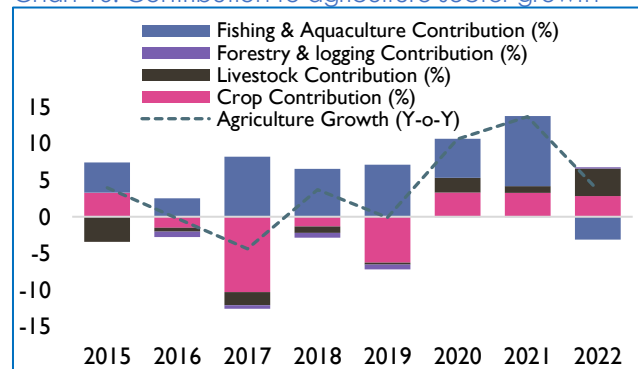 Fishing & Aquaculture Contribution (%)
Forestry & logging Contribution (%)
Livestock Contribution (%)
Crop Contribution (%)
Agriculture Growth (Y-o-Y)
15
10
5
0
-5
-10
-15
2015 2016 2017 2018 2019 2020 2021 2022